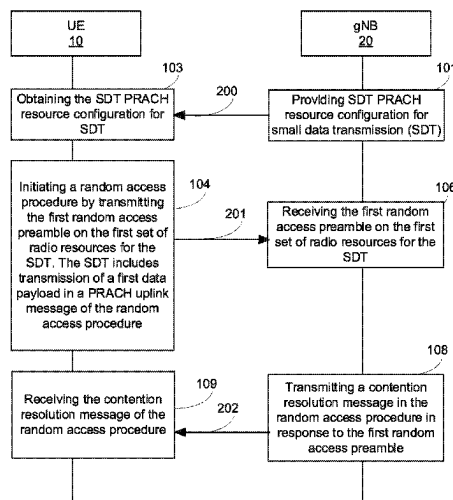 UE
10
gNB
20
103
101
Obtaining the SDT PRACH
resource configuration for
SDT
200
Providing SDT PRACH
resource configuration for
small data transmission (SDT)
104
106
Initiating a random access
procedure by transmitting
the first random access
preamble on the first set of
radio resources for the
SDT. The SDT includes
transmission of a first data
payload in a PRACH uplink
message of the random
access procedure
201
Receiving the first random
access preamble on the first
set of radio resources for the
SDT
109
108
Receiving the contention
resolution message of the
random access procedure
202
Transmitting a contention
resolution message in the
random access procedure in
response to the first random
access preamble